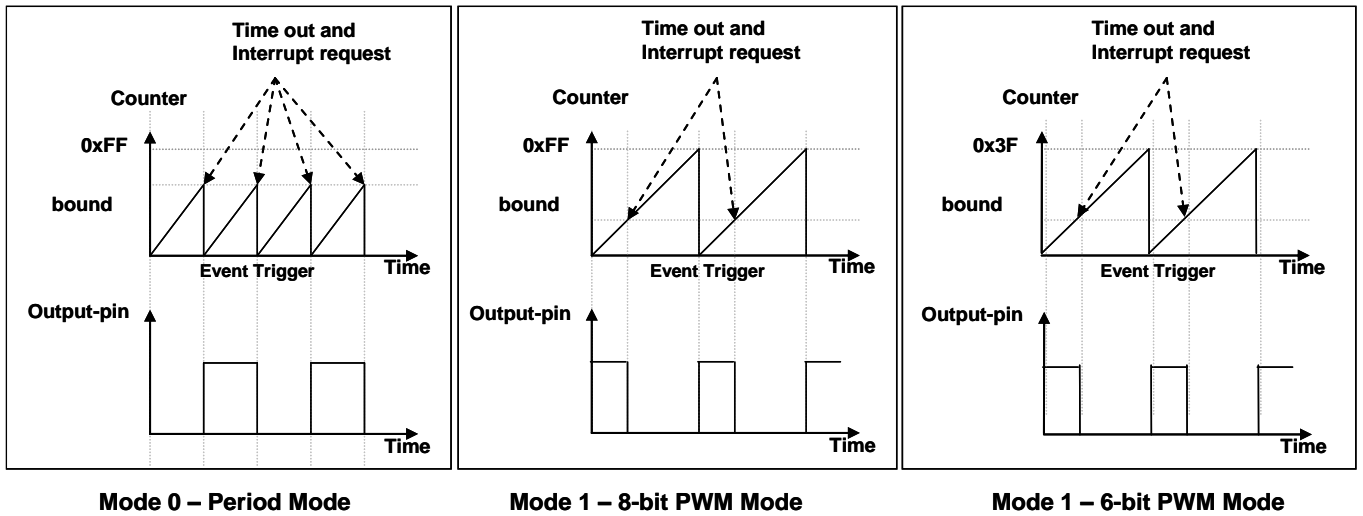 Time out and
Interrupt request
Counter
0xFF
bound
Event Trigger
Time
Output-pin
Time
Mode 0 – Period Mode
Time out and
Interrupt request
Counter
0xFF
bound
Event Trigger
Time
Output-pin
Time
Mode 1 – 8-bit PWM Mode
Time out and
Interrupt request
Counter
0x3F
bound
Event Trigger
Time
Output-pin
Time
Mode 1 – 6-bit PWM Mode